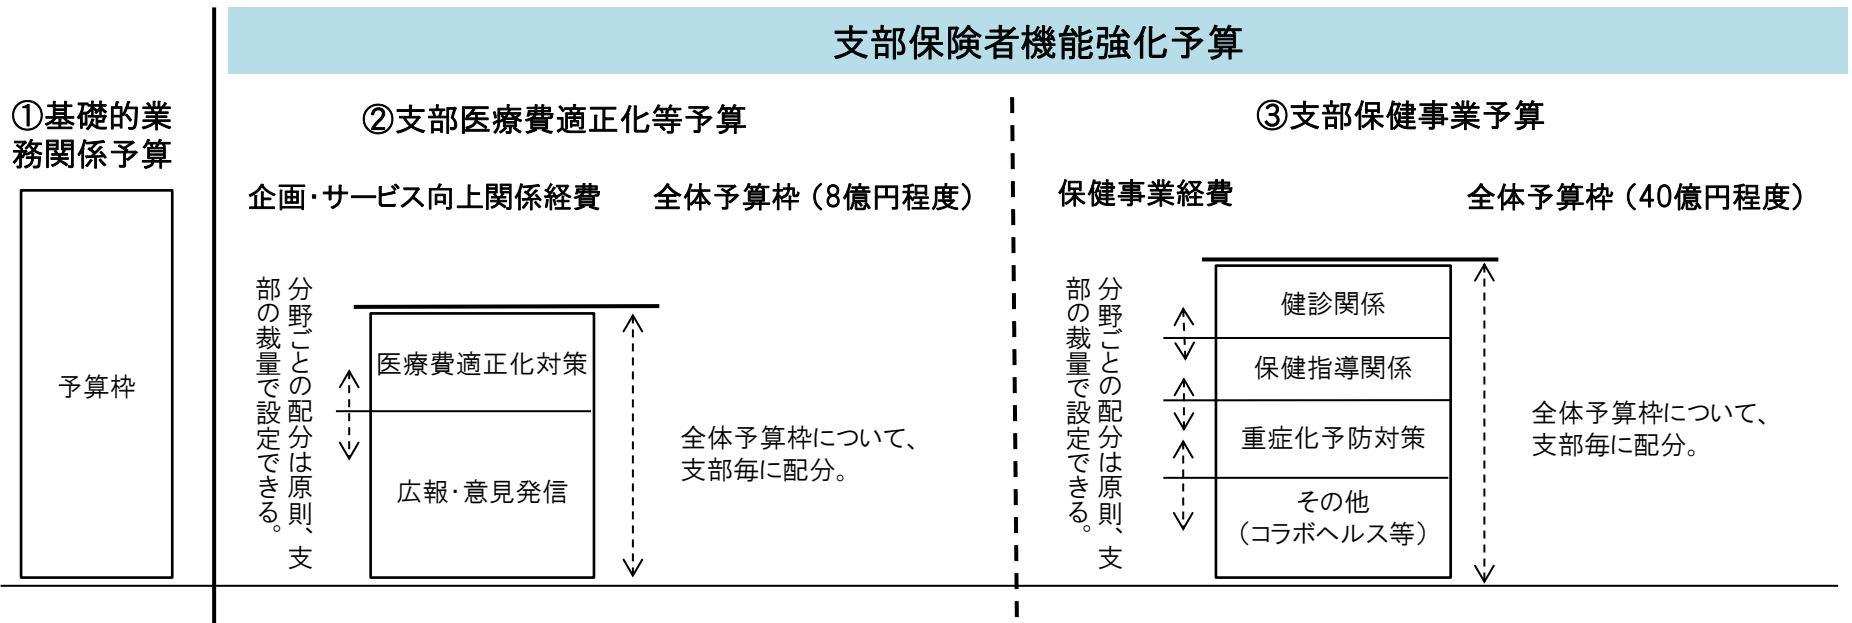 支部保険者機能強化予算
①基礎的業
務関係予算
予算枠
②支部医療費適正化等予算
企画・サービス向上関係経費
全体予算枠（8億円程度）
分野ごとの配分は原則、支
部の裁量で設定できる。
医療費適正化対策
広報・意見発信
全体予算枠について、
支部毎に配分。
③支部保健事業予算
保健事業経費
全体予算枠（40億円程度）
分野ごとの配分は原則、支
部の裁量で設定できる。
健診関係
保健指導関係
重症化予防対策
その他
（コラボヘルス等）
全体予算枠について、
支部毎に配分。